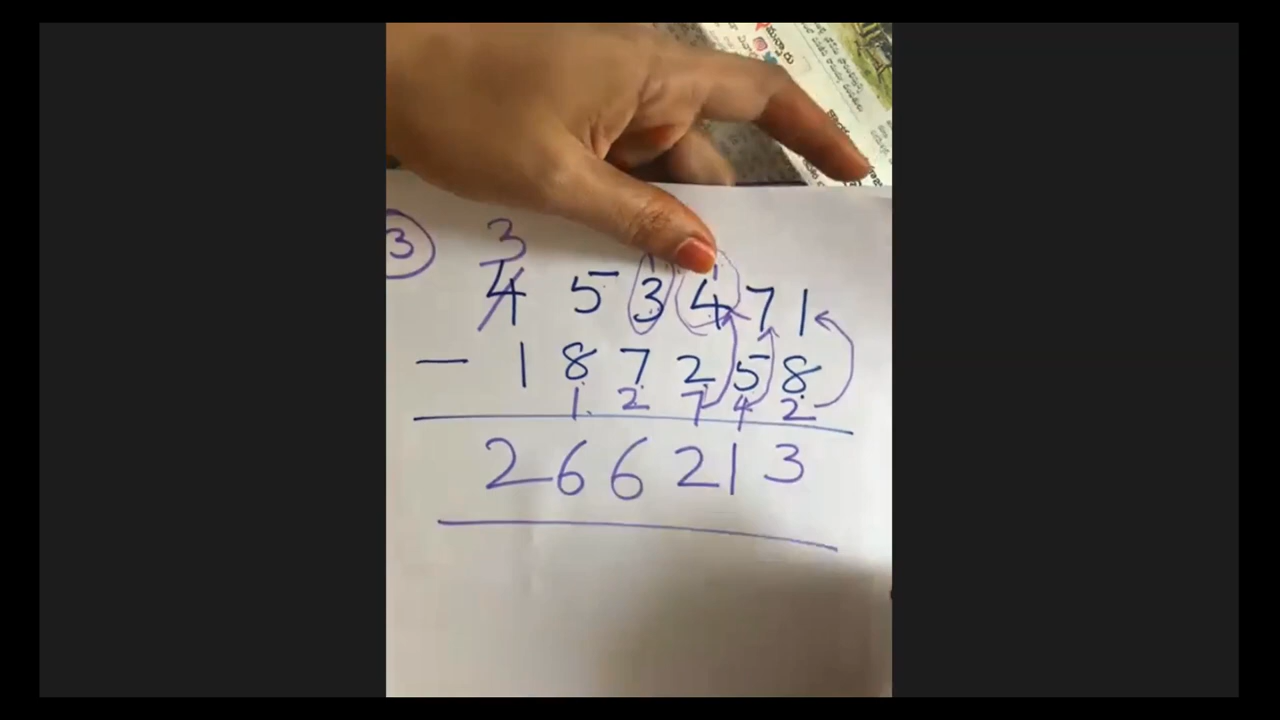 3
3
4 5 3 4 7 1
- 1 8 7 2 5 8
1 2 7 4 2
2 6 6 2 1 3